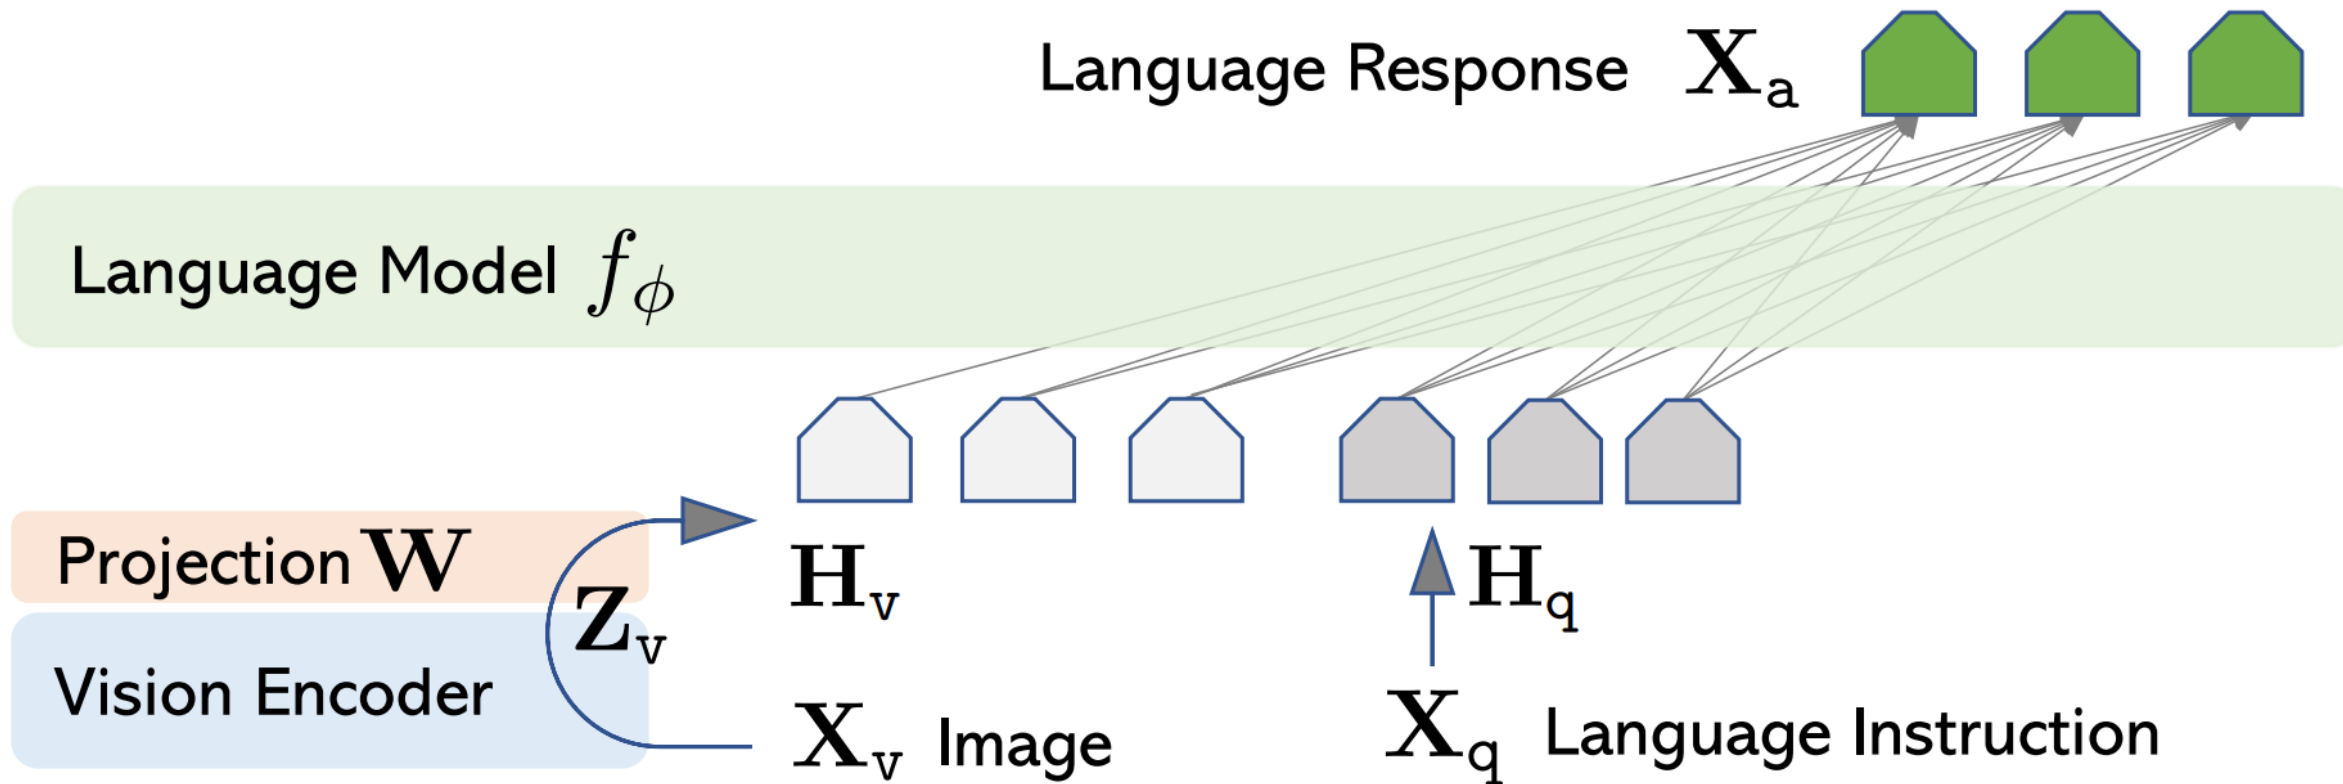 Language Response X_a
Language Model f_ϕ
Projection W
Z_v
H_v
H_q
Vision Encoder
X_v Image
X_q Language Instruction